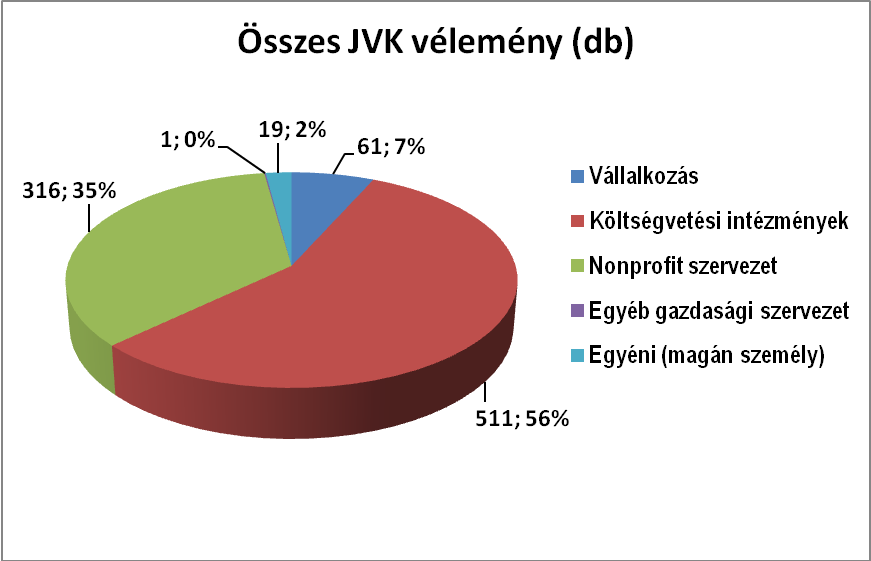 Összes JVK vélemény (db)
1; 0%
19; 2%
61; 7%
316; 35%
511; 56%
Vállalkozás
Költségvetési intézmények
Nonprofit szervezet
Egyéb gazdasági szervezet
Egyéni (magán személy)